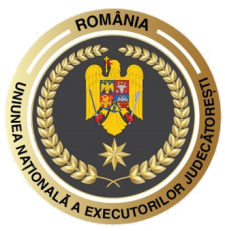 ROMÂNIA
UNIUNEA NAȚIONALĂ A EXECUTORILOR JUDECĂTOREȘTI